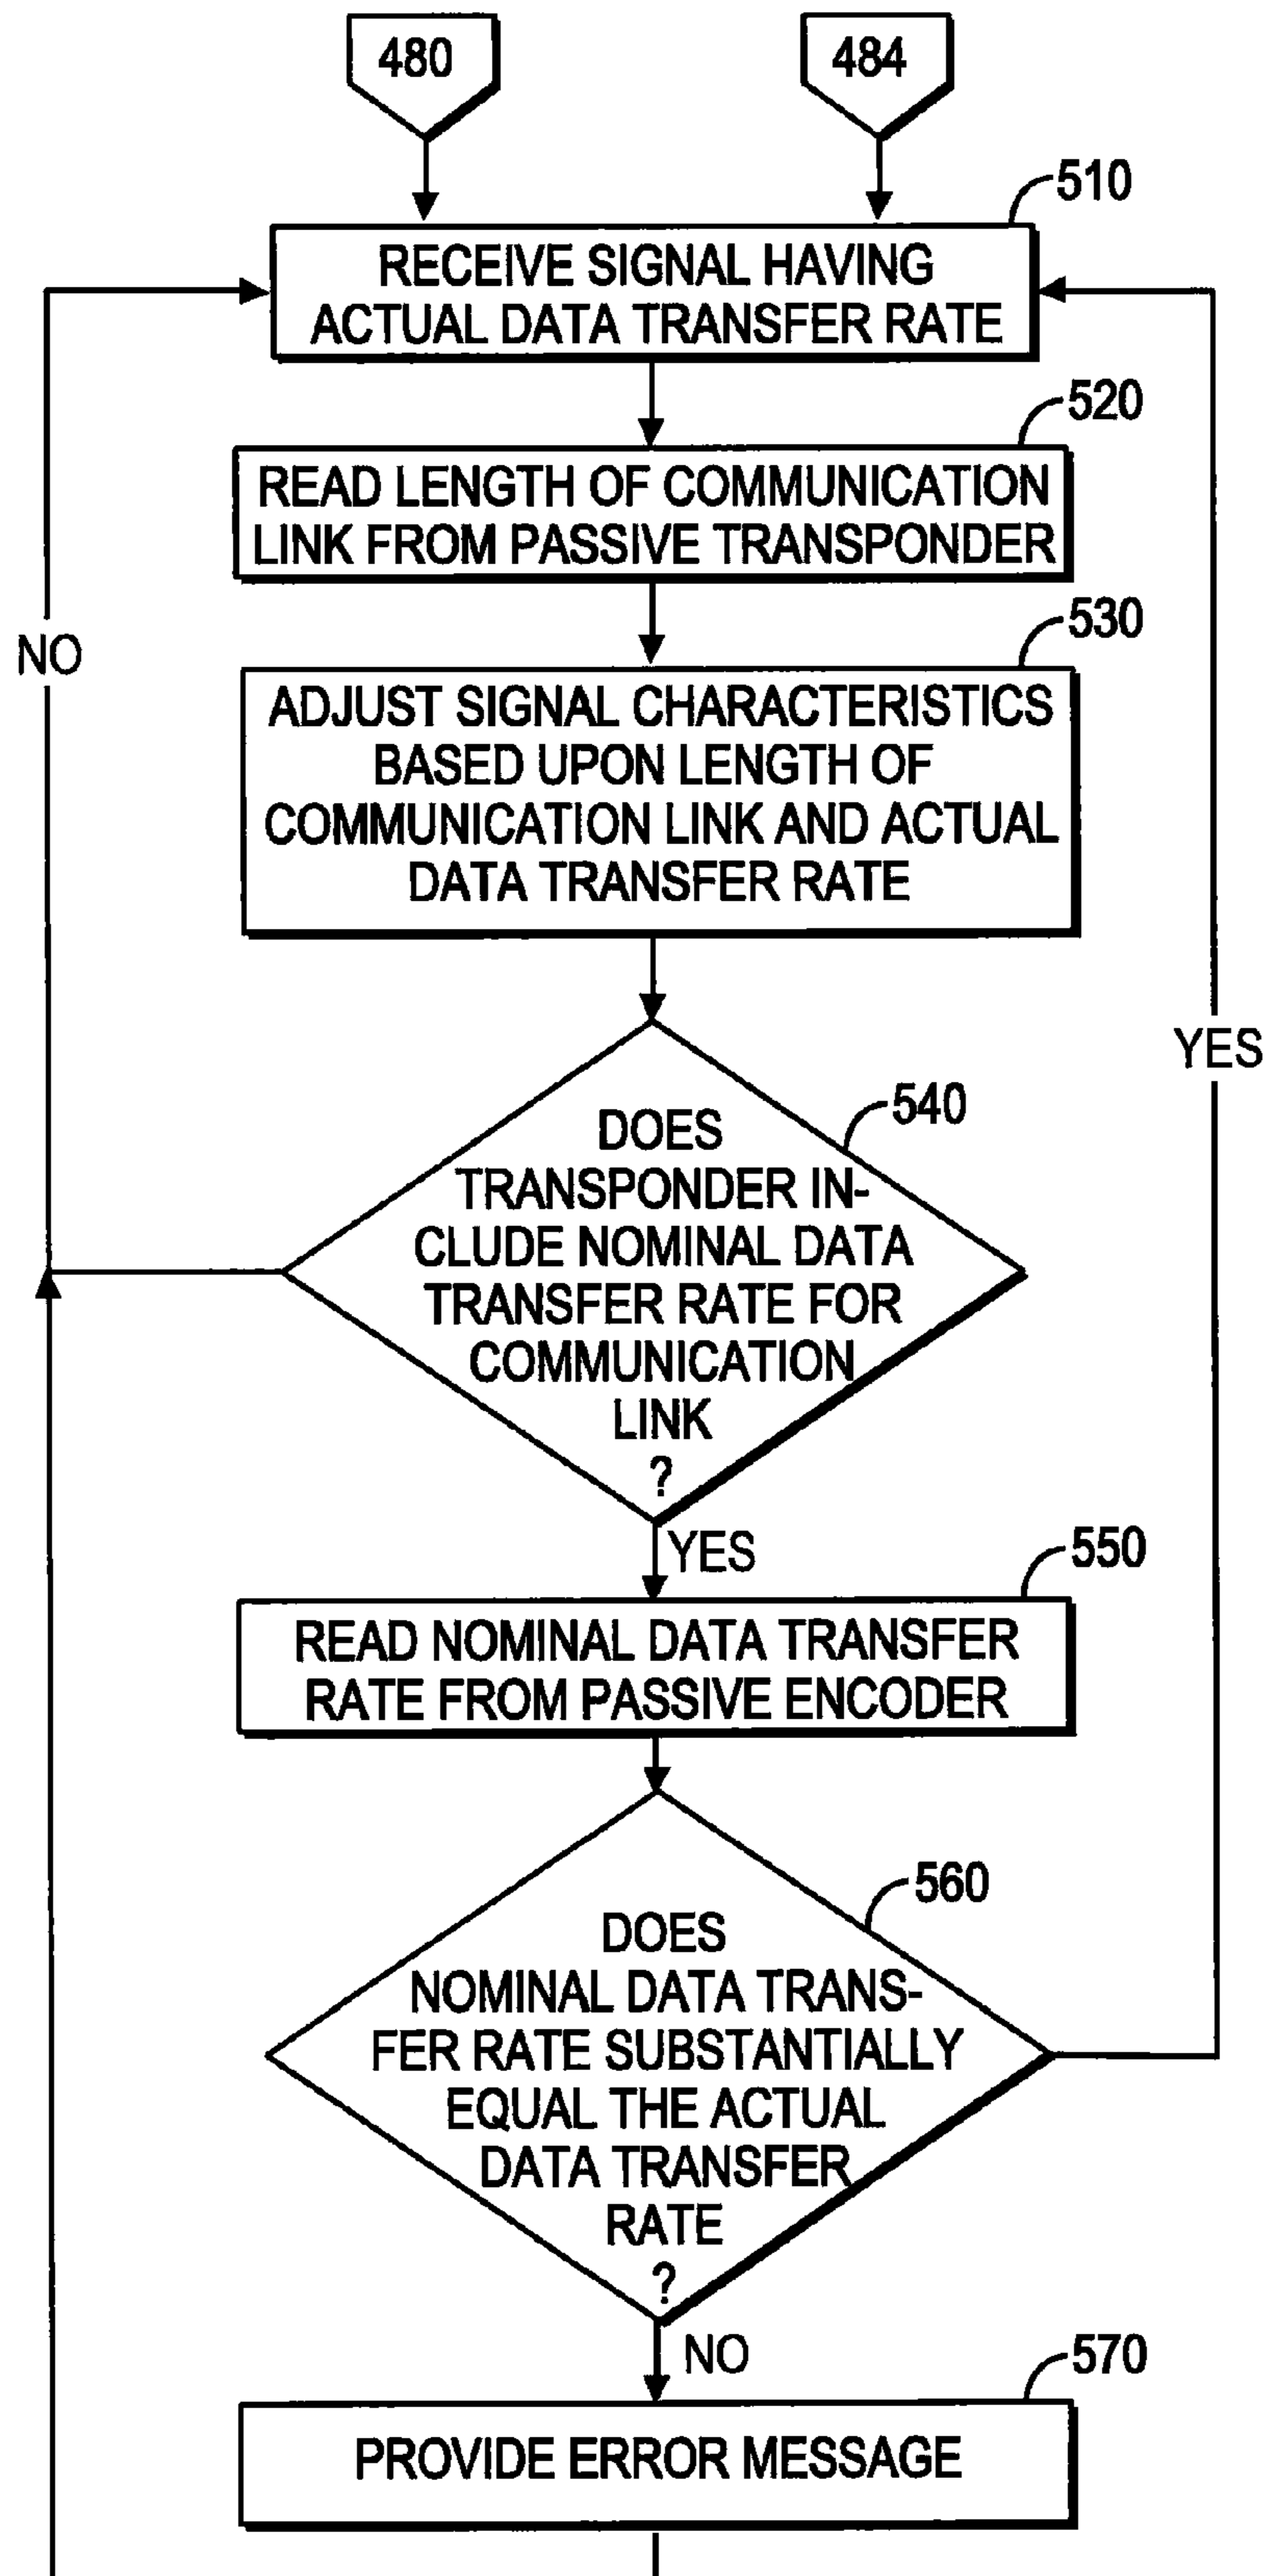 480
484
510
RECEIVE SIGNAL HAVING
ACTUAL DATA TRANSFER RATE
520
READ LENGTH OF COMMUNICATION
LINK FROM PASSIVE TRANSPONDER
530
NO
ADJUST SIGNAL CHARACTERISTICS
BASED UPON LENGTH OF
COMMUNICATION LINK AND ACTUAL
DATA TRANSFER RATE
YES
540
DOES
TRANSPONDER IN-
CLUDE NOMINAL DATA
TRANSFER RATE FOR
COMMUNICATION
LINK
?
YES
550
READ NOMINAL DATA TRANSFER
RATE FROM PASSIVE ENCODER
560
DOES
NOMINAL DATA TRANS-
FER RATE SUBSTANTIALLY
EQUAL THE ACTUAL
DATA TRANSFER
RATE
?
NO
570
PROVIDE ERROR MESSAGE